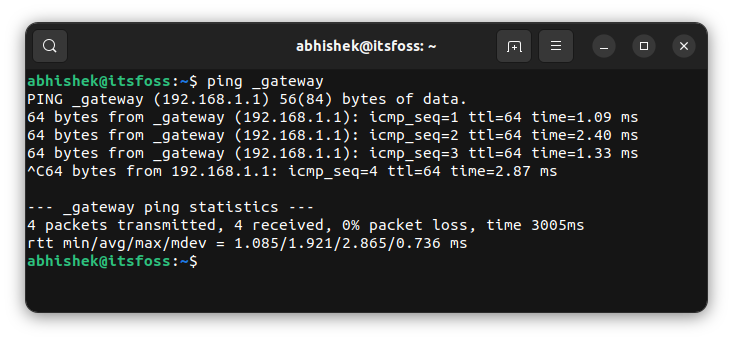 abhishek@itsfoss: ~
abhishek@itsfoss:~$ ping _gateway
PING _gateway (192.168.1.1) 56(84) bytes of data.
64 bytes from _gateway (192.168.1.1): icmp_seq=1 ttl=64 time=1.09 ms
64 bytes from _gateway (192.168.1.1): icmp_seq=2 ttl=64 time=2.40 ms
64 bytes from _gateway (192.168.1.1): icmp_seq=3 ttl=64 time=1.33 ms
^C64 bytes from 192.168.1.1: icmp_seq=4 ttl=64 time=2.87 ms
--- _gateway ping statistics ---
4 packets transmitted, 4 received, 0% packet loss, time 3005ms
rtt min/avg/max/mdev = 1.085/1.921/2.865/0.736 ms
abhishek@itsfoss:~$